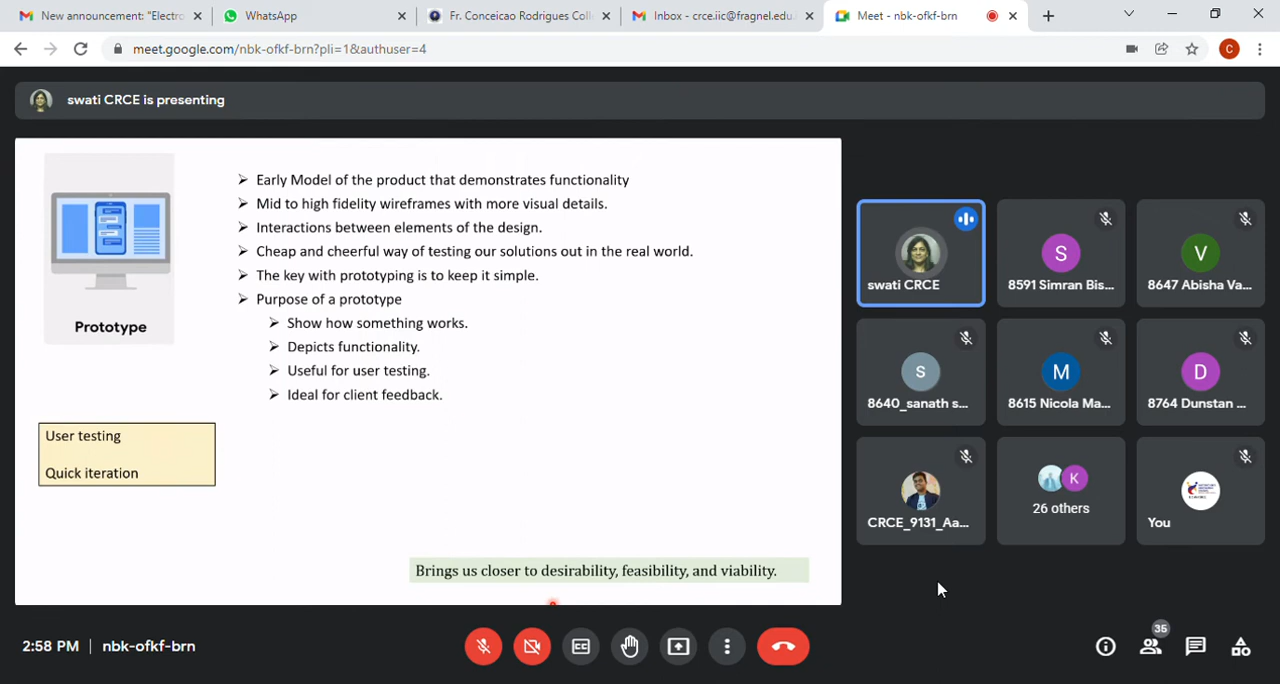 New announcement: "Electro
WhatsApp
Fr. Conceicao Rodrigues Coll
Inbox - crce.iic@fragnel.edu.
Meet - nbk-ofkf-brn
meet.google.com/nbk-ofkf-brn?pli=1&authuser=4
C
swati CRCE is presenting
Prototype
➢ Early Model of the product that demonstrates functionality
➢ Mid to high fidelity wireframes with more visual details.
➢ Interactions between elements of the design.
➢ Cheap and cheerful way of testing our solutions out in the real world.
➢ The key with prototyping is to keep it simple.
➢ Purpose of a prototype
➢ Show how something works.
➢ Depicts functionality.
➢ Useful for user testing.
➢ Ideal for client feedback.
User testing
Quick iteration
Brings us closer to desirability, feasibility, and viability.
swati CRCE
S
8591 Simran Bis...
V
8647 Abisha Va...
S
8640_sanath s...
M
8615 Nicola Ma...
D
8764 Dunstan ...
CRCE_9131_Aa...
K
26 others
You
2:58 PM | nbk-ofkf-brn
CC
35